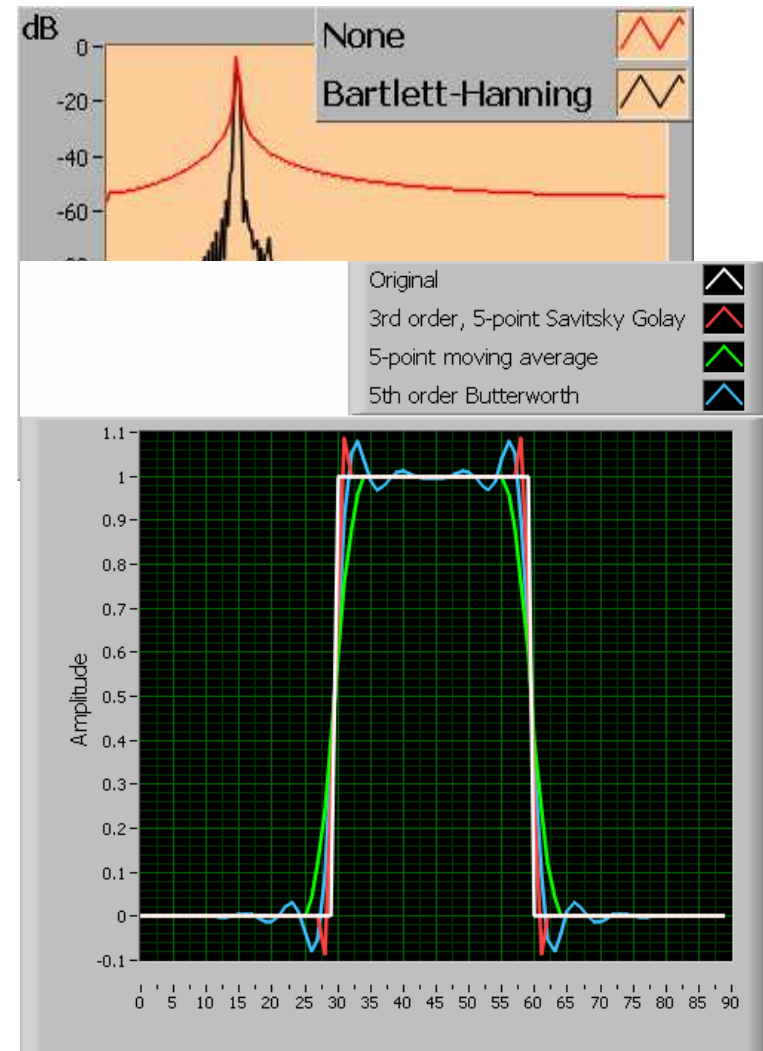 dB
None
Bartlett-Hanning
0
-20
-40
-60
Original
3rd order, 5-point Savitsky Golay
5-point moving average
5th order Butterworth
1.1
1
0.9
0.8
0.7
0.6
0.5
0.4
0.3
0.2
0.1
0
-0.1
Amplitude
0 5 10 15 20 25 30 35 40 45 50 55 60 65 70 75 80 85 90